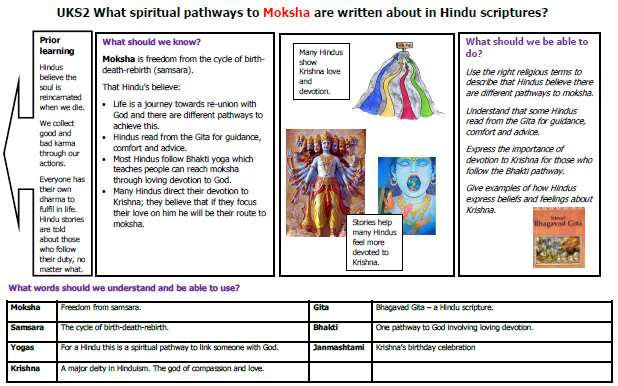 UKS2 What spiritual pathways to Moksha are written about in Hindu scriptures?
Prior
learning
Hindus
believe the
soul is
reincarnated
when we die.
We collect
good and
bad karma
through our
actions.
Everyone has
their own
dharma to
fulfil in life.
Hindu stories
are told
about those
who follow
their duty, no
matter what.
What should we know?
Moksha is freedom from the cycle of birth-
death-rebirth (samsara).
That Hindu's believe:
• Life is a journey towards re-union with
God and there are different pathways to
achieve this.
• Hindus read from the Gita for guidance,
comfort and advice.
• Most Hindus follow Bhakti yoga which
teaches people can reach moksha
through loving devotion to God.
• Many Hindus direct their devotion to
Krishna; they believe that if they focus
their love on him he will be their route to
moksha.
Many Hindus
show
Krishna love
and
devotion.
Stories help
many Hindus
feel more
devoted to
Krishna.
What should we be able to
do?
Use the right religious terms to
describe that Hindus believe there
are different pathways to moksha.
Understand that some Hindus
read from the Gita for guidance,
comfort and advice.
Express the importance of
devotion to Krishna for those who
follow the Bhakti pathway.
Give examples of how Hindus
express beliefs and feelings about
Krishna.
Bhagavad Gita
What words should we understand and be able to use?
Moksha Freedom from samsara. Gita Bhagavad Gita – a Hindu scripture.
Samsara The cycle of birth-death-rebirth. Bhakti One pathway to God involving loving devotion.
Yogas For a Hindu this is a spiritual pathway to link someone with God. Janmashtami Krishna's birthday celebration
Krishna A major deity in Hinduism. The god of compassion and love.